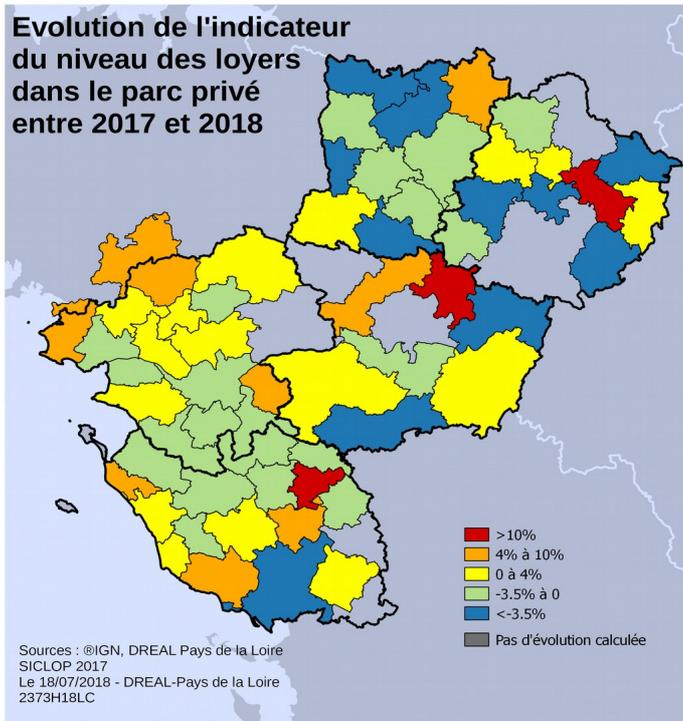 Evolution de l'indicateur
du niveau des loyers
dans le parc privé
entre 2017 et 2018
>10%
4% à 10%
0 à 4%
-3.5% à 0
<-3.5%
Pas d'évolution calculée
Sources : ®IGN, DREAL Pays de la Loire
SICLOP 2017
Le 18/07/2018 - DREAL-Pays de la Loire
2373H18LC